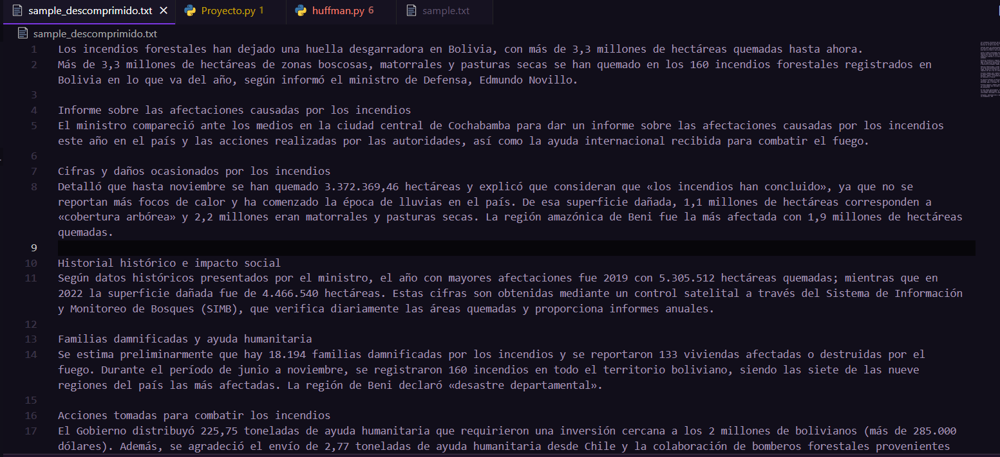 sample_descomprimido.txt Proyecto.py 1 huffman.py 6 sample.txt
sample_descomprimido.txt
1 Los incendios forestales han dejado una huella desgarradora en Bolivia, con más de 3,3 millones de hectáreas quemadas hasta ahora.
2 Más de 3,3 millones de hectáreas de zonas boscosas, matorrales y pasturas secas se han quemado en los 160 incendios forestales registrados en
Bolivia en lo que va del año, según informó el ministro de Defensa, Edmundo Novillo.
3
4 Informe sobre las afectaciones causadas por los incendios
5 El ministro compareció ante los medios en la ciudad central de Cochabamba para dar un informe sobre las afectaciones causadas por los incendios
este año en el país y las acciones realizadas por las autoridades, así como la ayuda internacional recibida para combatir el fuego.
6
7 Cifras y daños ocasionados por los incendios
8 Detalló que hasta noviembre se han quemado 3.372.369,46 hectáreas y explicó que consideran que «los incendios han concluido», ya que no se
reportan más focos de calor y ha comenzado la época de lluvias en el país. De esa superficie dañada, 1,1 millones de hectáreas corresponden a
«cobertura arbórea» y 2,2 millones eran matorrales y pasturas secas. La región amazónica de Beni fue la más afectada con 1,9 millones de hectáreas
quemadas.
9
10 Historial histórico e impacto social
11 Según datos históricos presentados por el ministro, el año con mayores afectaciones fue 2019 con 5.305.512 hectáreas quemadas; mientras que en
2022 la superficie dañada fue de 4.466.540 hectáreas. Estas cifras son obtenidas mediante un control satelital a través del Sistema de Información
y Monitoreo de Bosques (SIMB), que verifica diariamente las áreas quemadas y proporciona informes anuales.
12
13 Familias damnificadas y ayuda humanitaria
14 Se estima preliminarmente que hay 18.194 familias damnificadas por los incendios y se reportaron 133 viviendas afectadas o destruidas por el
fuego. Durante el período de junio a noviembre, se registraron 160 incendios en todo el territorio boliviano, siendo las siete de las nueve
regiones del país las más afectadas. La región de Beni declaró «desastre departamental».
15
16 Acciones tomadas para combatir los incendios
17 El Gobierno distribuyó 225,75 toneladas de ayuda humanitaria que requirieron una inversión cercana a los 2 millones de bolivianos (más de 285.000
dólares). Además, se agradeció el envío de 2,77 toneladas de ayuda humanitaria desde Chile y la colaboración de bomberos forestales provenientes